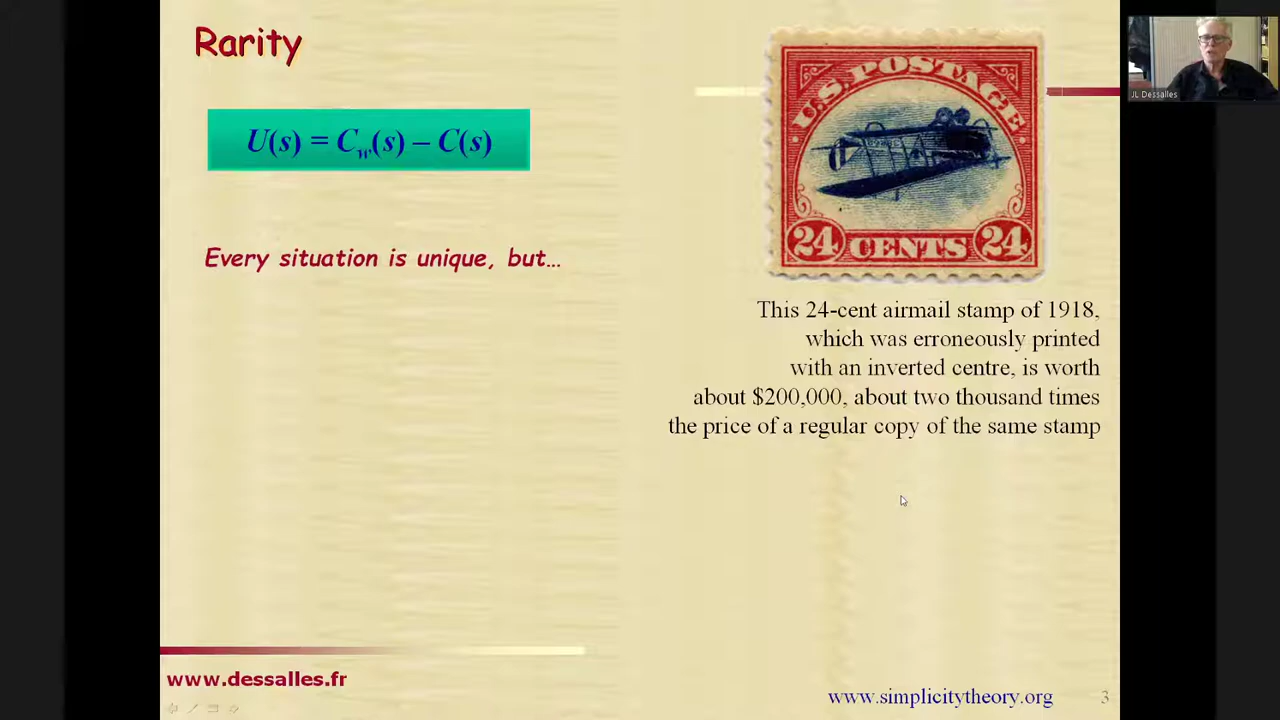 Rarity
U(s) = Cw(s) – C(s)
Every situation is unique, but…
U.S. POSTAGE
24 CENTS 24
This 24-cent airmail stamp of 1918,
which was erroneously printed
with an inverted centre, is worth
about $200,000, about two thousand times
the price of a regular copy of the same stamp
JL Dessalles
www.dessalles.fr
www.simplicitytheory.org
3